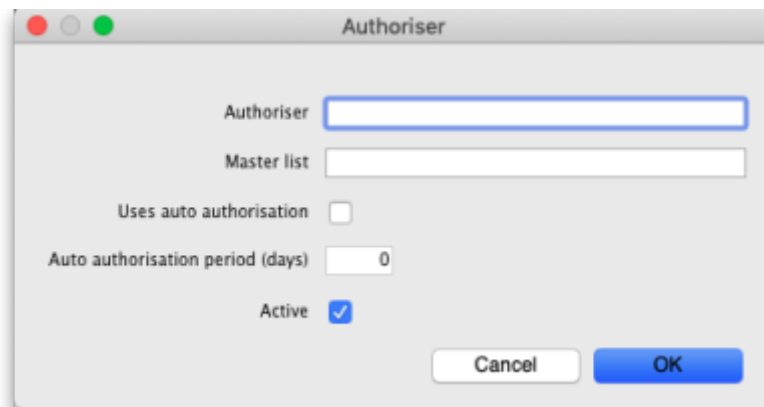 Authoriser
Authoriser
Master list
Uses auto authorisation
Auto authorisation period (days) 0
Active
Cancel OK